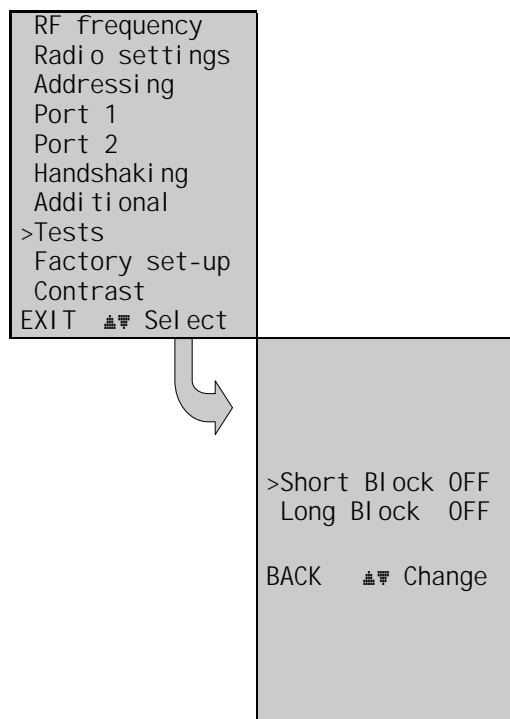 RF frequency
Radio settings
Addressing
Port 1
Port 2
Handshaking
Additional
>Tests
Factory set-up
Contrast
EXIT ▲▼ Select
>Short Block OFF
Long Block OFF
BACK ▲▼ Change